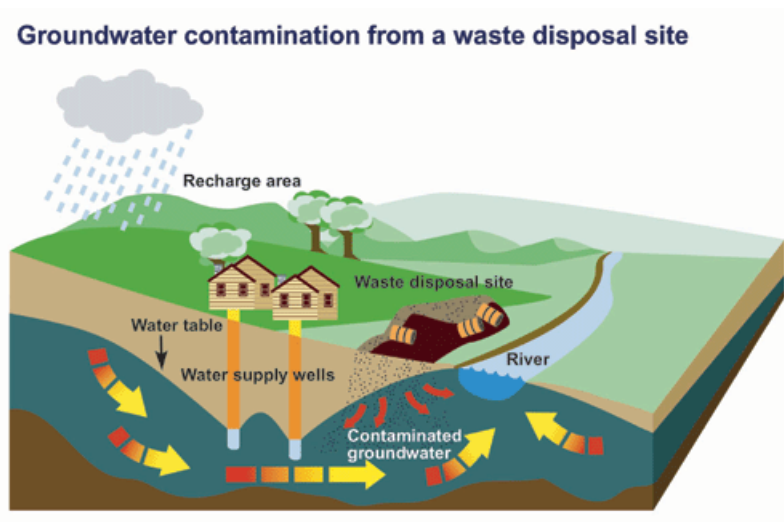 Groundwater contamination from a waste disposal site
Recharge area
Waste disposal site
Water table
River
Water supply wells
Contaminated
groundwater